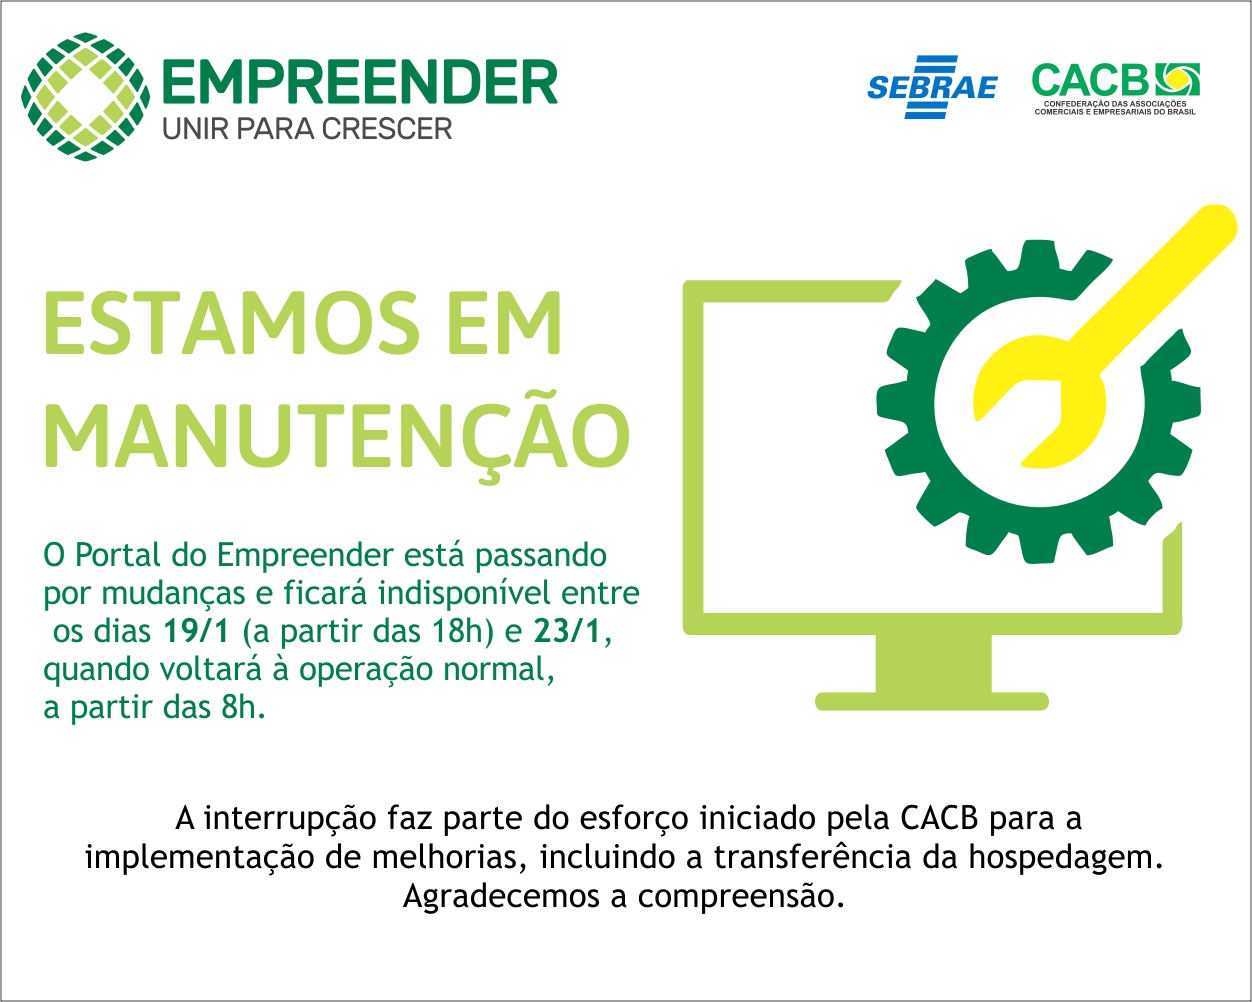 EMPREENDER
UNIR PARA CRESCER
SEBRAE
CACB
CONFEDERAÇÃO DAS ASSOCIAÇÕES
COMERCIAIS E EMPRESARIAIS DO BRASIL
ESTAMOS EM
MANUTENÇÃO
O Portal do Empreender está passando
por mudanças e ficará indisponível entre
os dias 19/1 (a partir das 18h) e 23/1,
quando voltará à operação normal,
a partir das 8h.
A interrupção faz parte do esforço iniciado pela CACB para a
implementação de melhorias, incluindo a transferência da hospedagem.
Agradecemos a compreensão.